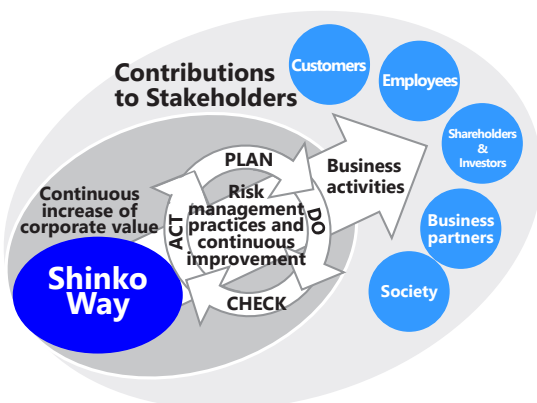 Contributions
to Stakeholders
Customers
Employees
Shareholders
&
Investors
Business
partners
Society
Business
activities
PLAN
DO
CHECK
ACT
Risk
management
practices and
continuous
improvement
Continuous
increase of
corporate value
Shinko
Way